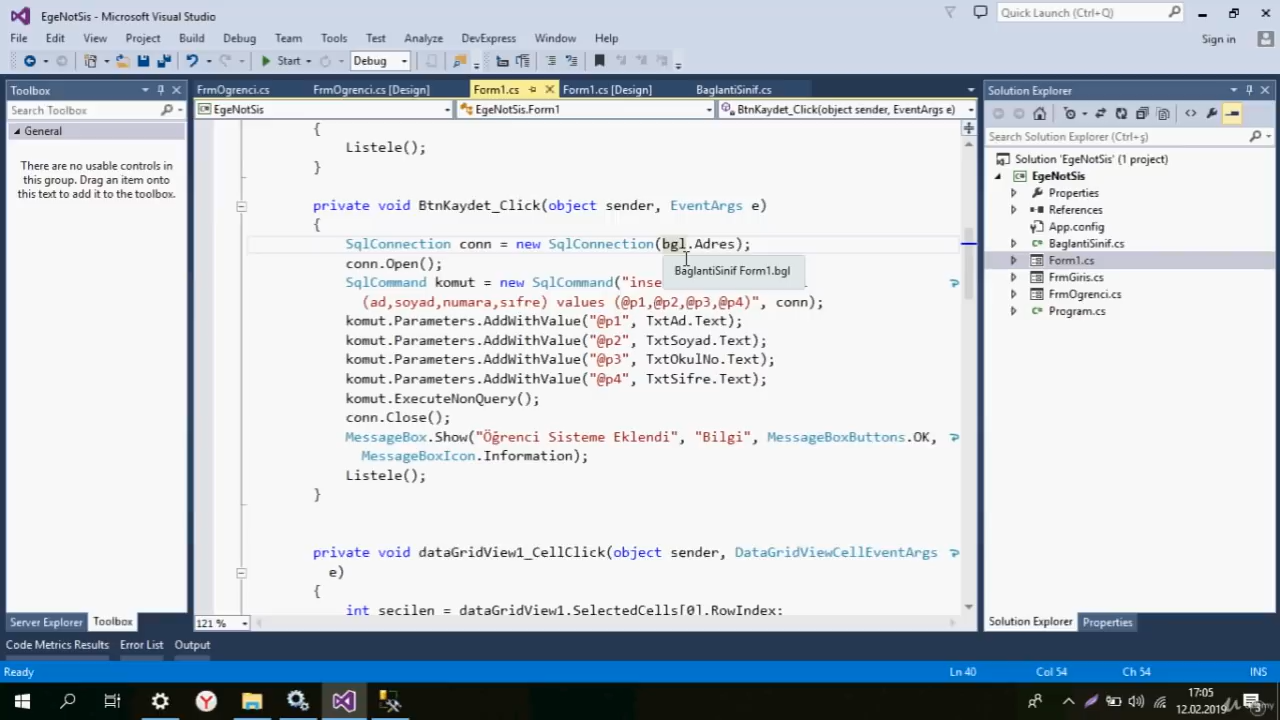 EgeNotSis - Microsoft Visual Studio
Quick Launch (Ctrl+Q)
File Edit View Project Build Debug Team Tools Test Analyze DevExpress Window Help
Sign in
Start Debug
Toolbox
Search Toolbox
General
There are no usable controls in
this group. Drag an item onto
this text to add it to the toolbox.
Server Explorer Toolbox
FrmOgrenci.cs FrmOgrenci.cs [Design] Form1.cs Form1.cs [Design] BaglantiSinif.cs
EgeNotSis EgeNotSis.Form1 BtnKaydet_Click(object sender, EventArgs e)
{
Listele();
}
private void BtnKaydet_Click(object sender, EventArgs e)
{
SqlConnection conn = new SqlConnection(bgl.Adres);
conn.Open();
BaglantiSinif Form1.bgl
SqlCommand komut = new SqlCommand("inse
(ad,soyad,numara,sıfre) values (@p1,@p2,@p3,@p4)", conn);
komut.Parameters.AddWithValue("@p1", TxtAd.Text);
komut.Parameters.AddWithValue("@p2", TxtSoyad.Text);
komut.Parameters.AddWithValue("@p3", TxtOkulNo.Text);
komut.Parameters.AddWithValue("@p4", TxtSifre.Text);
komut.ExecuteNonQuery();
conn.Close();
MessageBox.Show("Öğrenci Sisteme Eklendi", "Bilgi", MessageBoxButtons.OK,
MessageBoxIcon.Information);
Listele();
}
private void dataGridView1_CellClick(object sender, DataGridViewCellEventArgs
e)
{
int secilen = dataGridView1.SelectedCells[0].RowIndex;
121 %
Solution Explorer
Search Solution Explorer (Ctrl+ş)
Solution 'EgeNotSis' (1 project)
EgeNotSis
Properties
References
App.config
BaglantiSinif.cs
Form1.cs
FrmGiris.cs
FrmOgrenci.cs
Program.cs
Solution Explorer Properties
Code Metrics Results Error List Output
Ready Ln 40 Col 54 Ch 54 INS
17:05
12.02.2019
3